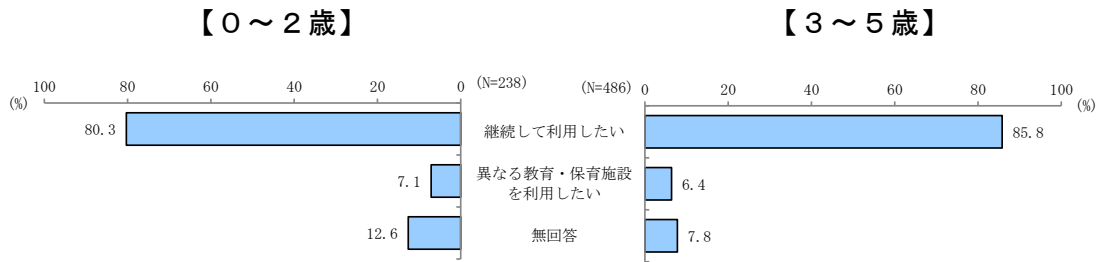 【０～２歳】
【３～５歳】
100 80 60 40 20 0 (N=238)
(%)
(N=486) 0 20 40 60 80 100
(%)
80.3 継続して利用したい 85.8
7.1 異なる教育・保育施設
を利用したい 6.4
12.6 無回答 7.8